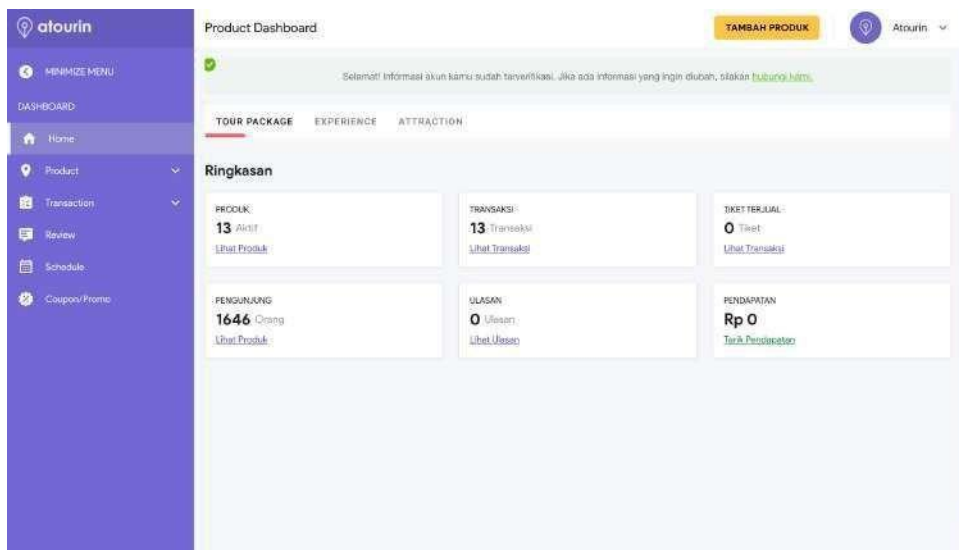 atourin
Product Dashboard
TAMBAH PRODUK
Atourin
MINIMIZE MENU
Selamat! Informasi akun kamu sudah terverifikasi. Jika ada informasi yang ingin diubah, silakan hubungi kami.
DASHBOARD
Home
Product
Transaction
Review
Schedule
Coupon/Promo
TOUR PACKAGE EXPERIENCE ATTRACTION
Ringkasan
PRODUK
13 Aktif
Lihat Produk
TRANSAKSI
13 Transaksi
Lihat Transaksi
TIKET TERJUAL
0 Tiket
Lihat Transaksi
PENGUNJUNG
1646 Orang
Lihat Produk
ULASAN
0 Ulasan
Lihat Ulasan
PENDAPATAN
Rp 0
Tarik Pendapatan